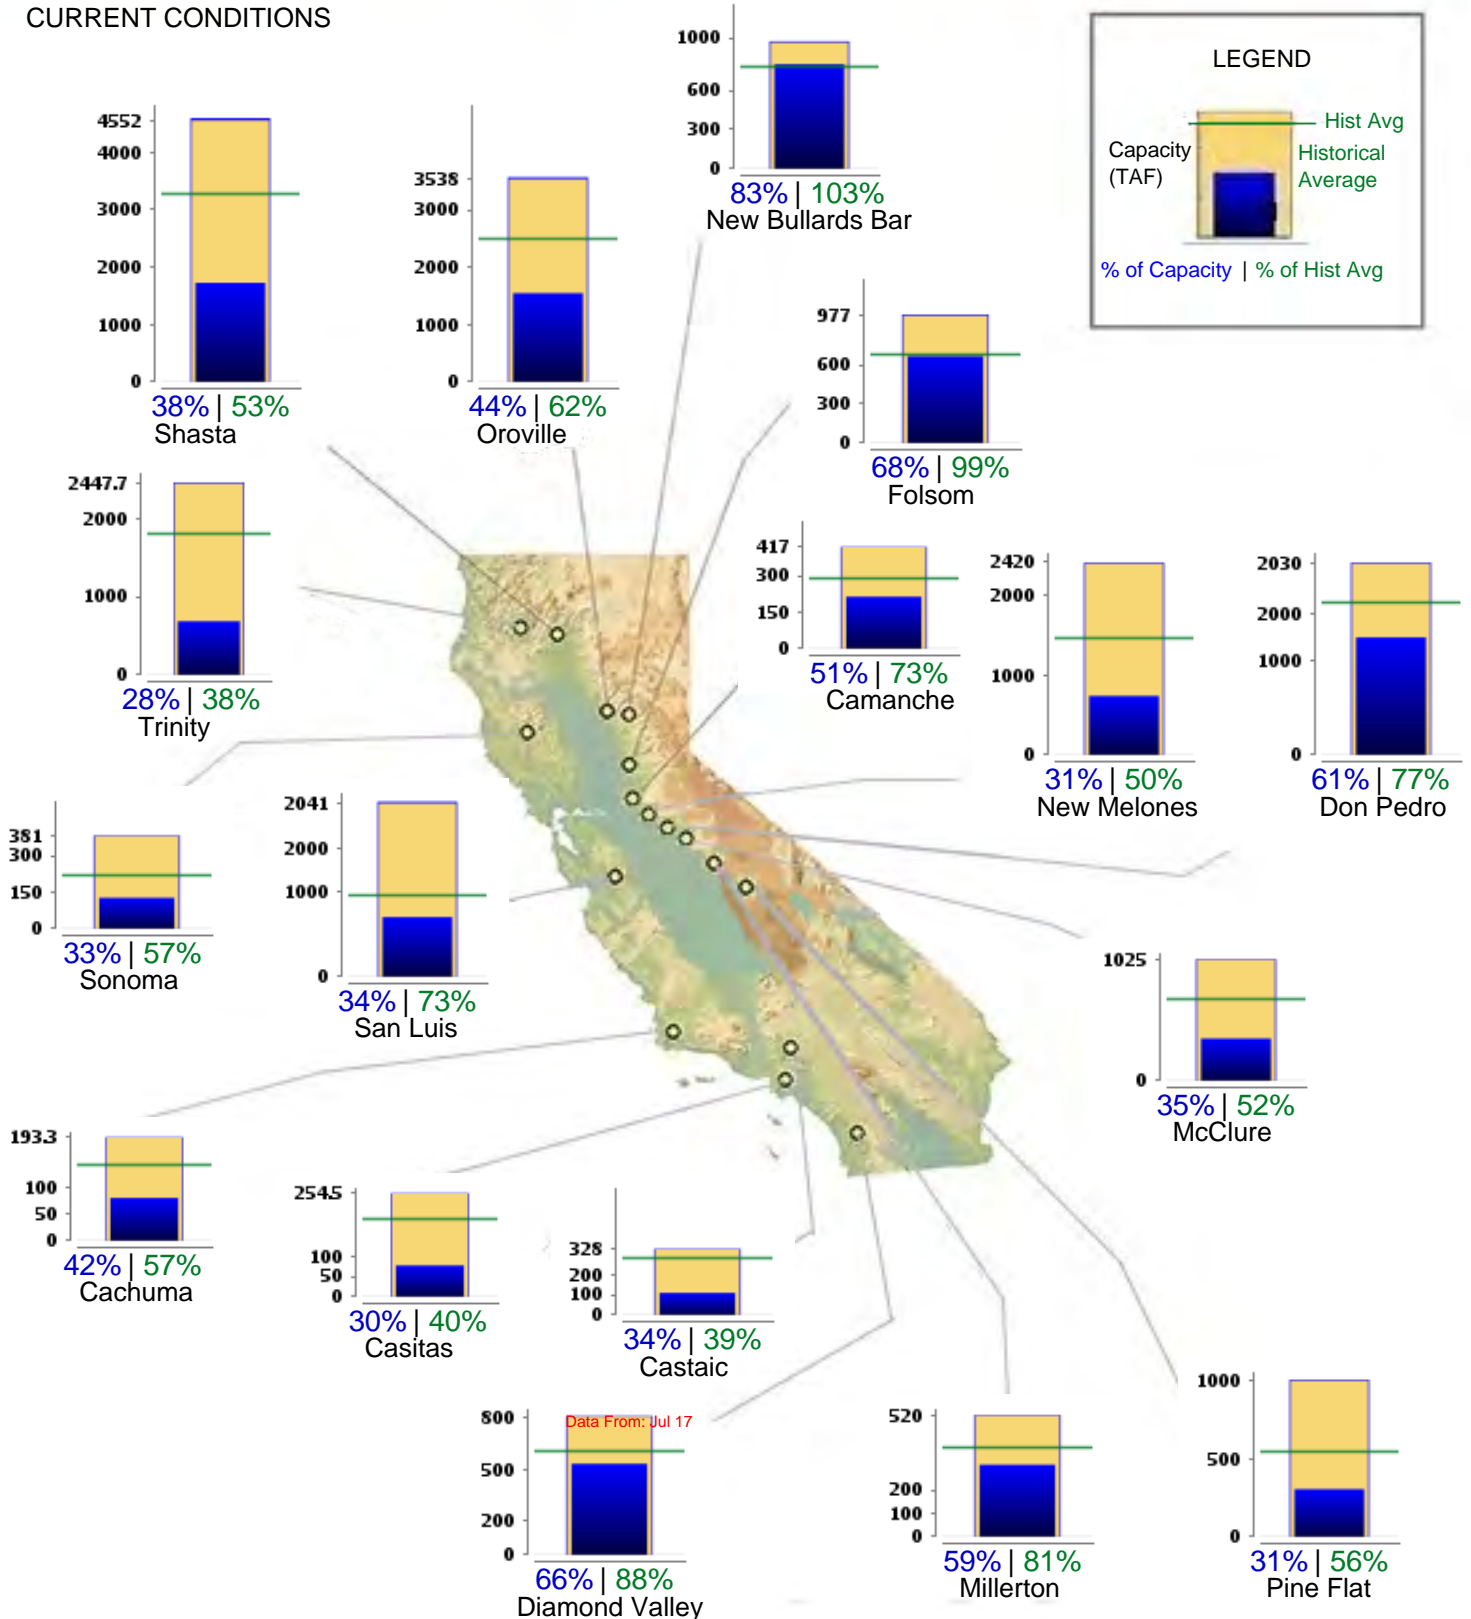 CURRENT CONDITIONS
1000
600
300
0
83% | 103%
New Bullards Bar
LEGEND
Hist Avg
Capacity
(TAF)
Historical
Average
% of Capacity | % of Hist Avg
4552
4000
3000
2000
1000
0
38% | 53%
Shasta
3538
3000
2000
1000
0
44% | 62%
Oroville
977
600
300
0
68% | 99%
Folsom
2447.7
2000
1000
0
28% | 38%
Trinity
417
300
150
0
51% | 73%
Camanche
2420
2000
1000
0
31% | 50%
New Melones
2030
2000
1000
0
61% | 77%
Don Pedro
381
300
150
0
33% | 57%
Sonoma
2041
2000
1000
0
34% | 73%
San Luis
1025
0
35% | 52%
McClure
193.3
100
50
0
42% | 57%
Cachuma
254.5
100
50
0
30% | 40%
Casitas
328
200
100
0
34% | 39%
Castaic
800
Data From: Jul 17
500
200
0
66% | 88%
Diamond Valley
520
200
100
0
59% | 81%
Millerton
1000
500
0
31% | 56%
Pine Flat